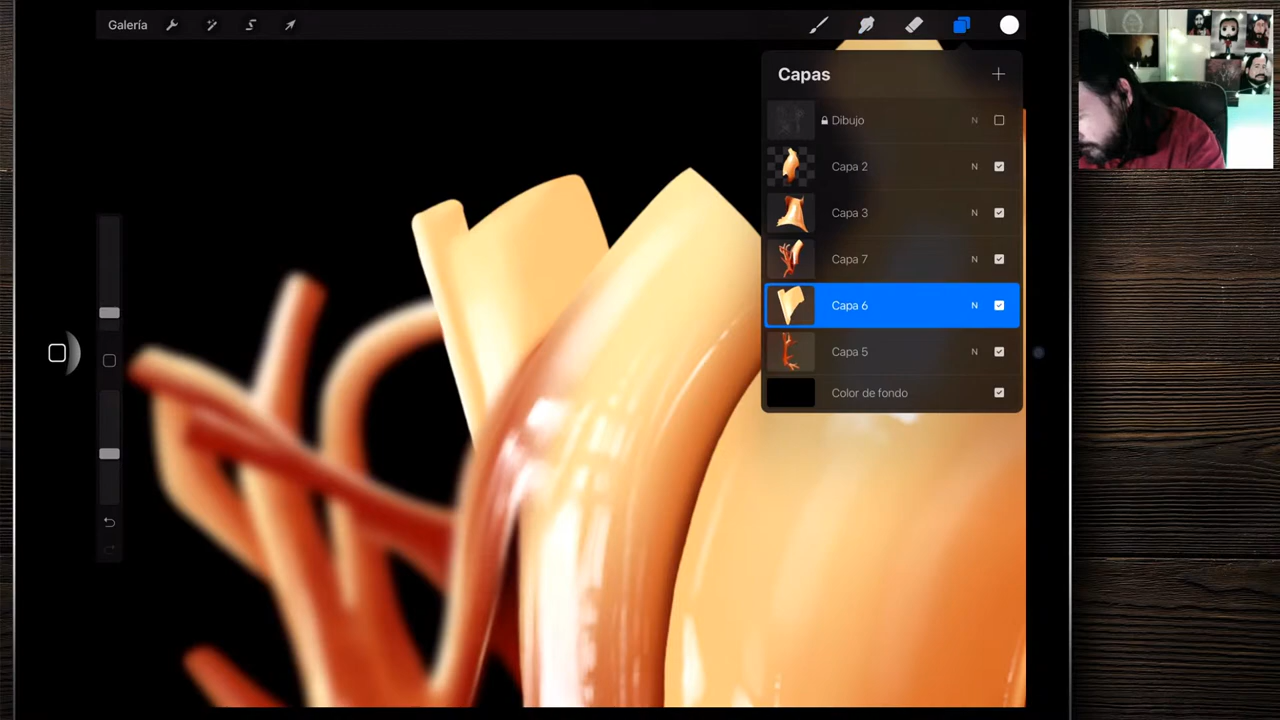 Galería
Capas
Dibujo N
Capa 2 N
Capa 3 N
Capa 7 N
Capa 6 N
Capa 5 N
Color de fondo